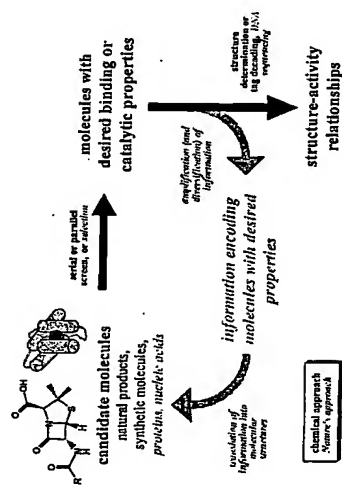 OH
H
N
O
S
H
N
H
R
O
candidate molecules
natural products,
synthetic molecules,
proteins, nucleic acids
serial or parallel
screen, or selection
molecules with
desired binding or
catalytic properties
structure
determination or
tag decoding, DNA
sequencing
structure-activity
relationships
amplification (and
diversification) of
information
information encoding
molecules with desired
properties
translation of
information into
molecular
structures
chemical approach
Nature's approach